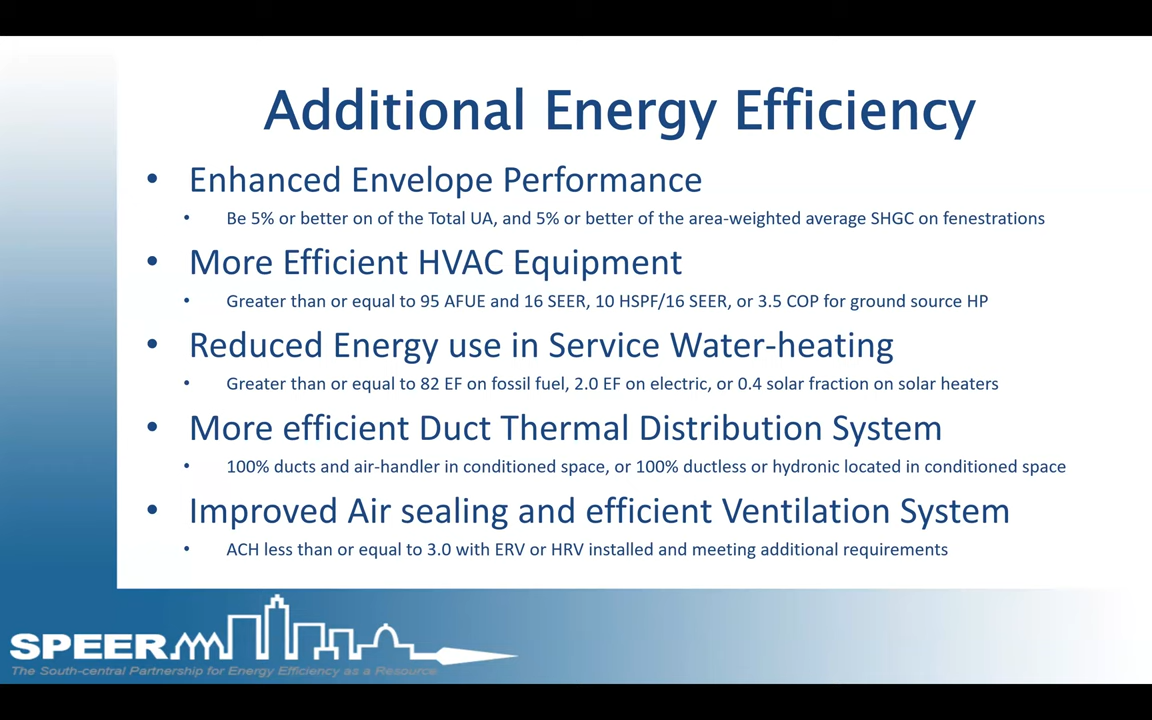 Additional Energy Efficiency
• Enhanced Envelope Performance
• Be 5% or better on of the Total UA, and 5% or better of the area-weighted average SHGC on fenestrations
• More Efficient HVAC Equipment
• Greater than or equal to 95 AFUE and 16 SEER, 10 HSPF/16 SEER, or 3.5 COP for ground source HP
• Reduced Energy use in Service Water-heating
• Greater than or equal to 82 EF on fossil fuel, 2.0 EF on electric, or 0.4 solar fraction on solar heaters
• More efficient Duct Thermal Distribution System
• 100% ducts and air-handler in conditioned space, or 100% ductless or hydronic located in conditioned space
• Improved Air sealing and efficient Ventilation System
• ACH less than or equal to 3.0 with ERV or HRV installed and meeting additional requirements
SPEER
The South-central Partnership for Energy Efficiency as a Resource